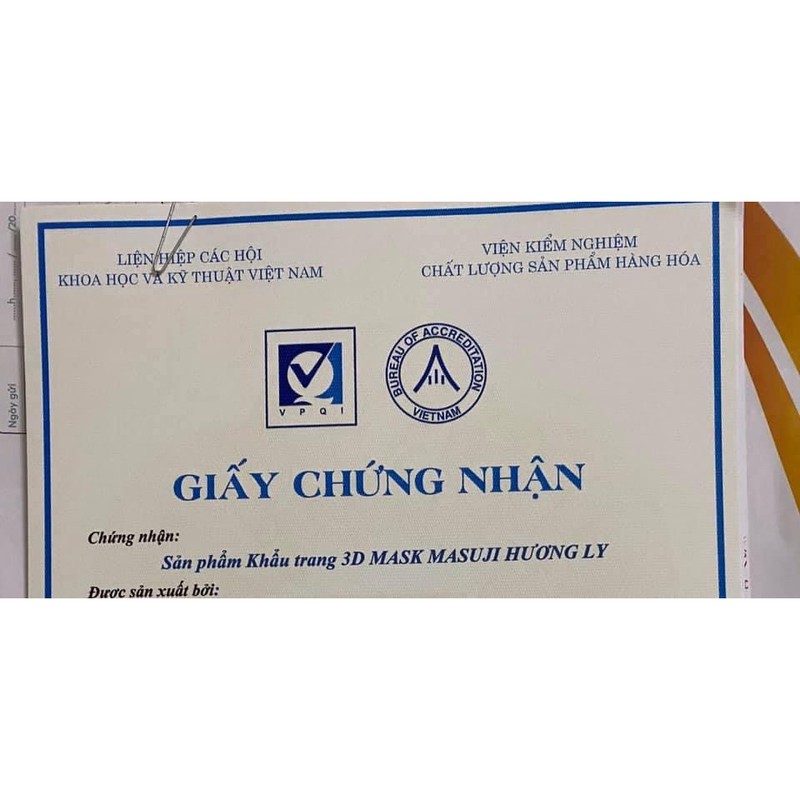 LIÊN HIỆP CÁC HỘI
KHOA HỌC VÀ KỸ THUẬT VIỆT NAM
VIỆN KIỂM NGHIỆM
CHẤT LƯỢNG SẢN PHẨM HÀNG HÓA
VPQI
BUREAU OF ACCREDITATION
VIETNAM
GIẤY CHỨNG NHẬN
Chứng nhận:
Sản phẩm Khẩu trang 3D MASK MASUJI HƯƠNG LY
Được sản xuất bởi:
Ngày gửi